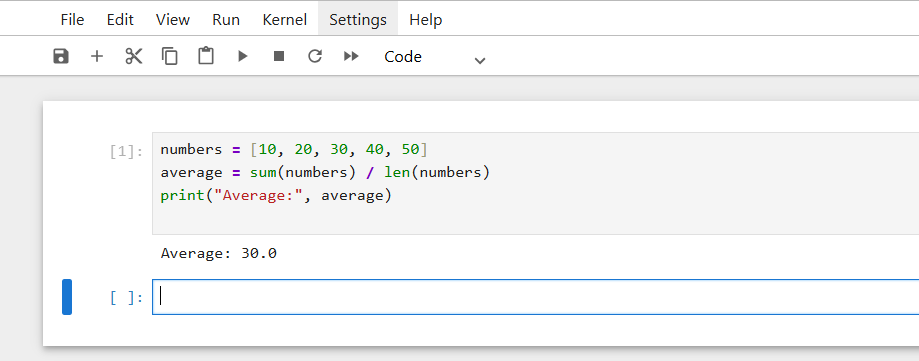 File Edit View Run Kernel Settings Help
Code
[1]:
numbers = [10, 20, 30, 40, 50]
average = sum(numbers) / len(numbers)
print("Average:", average)
Average: 30.0
[ ]: